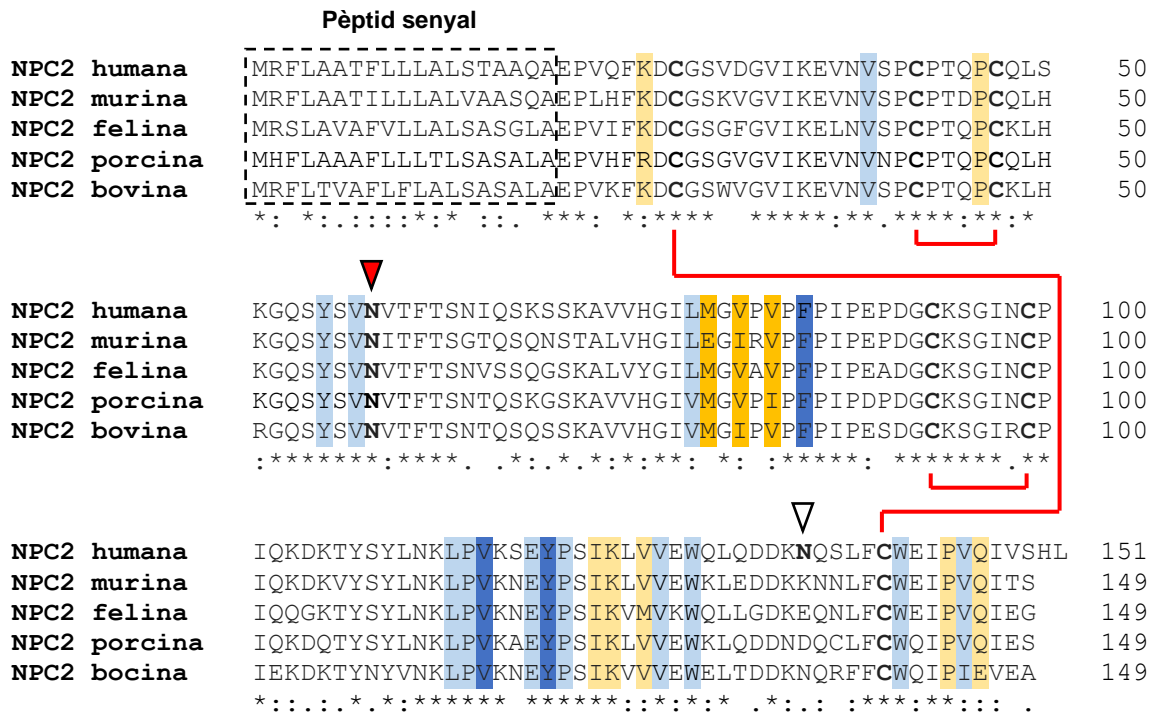 Pèptid senyal
NPC2 humana MRFLAATFLLLALSTAAQAEPVQFKDCGSVDGVIKEVNVSPCPTQPCQLS 50
NPC2 murina MRFLAATILLLALVAASQAEPLHFKDCGSKVGVIKEVNVSPCPTDPCQLH 50
NPC2 felina MRSLAVAFVLLALSASGLAEPVIFKDCGSGFGVIKELNVSPCPTQPCKLH 50
NPC2 porcina MHFLAAAFLLLTLSASALAEPVHFRDCGSGVGVIKEVNVNPCPTQPCQLH 50
NPC2 bovina MRFLTVAFLFLALSASALAEPVKFKDCGSWVGVIKEVNVSPCPTQPCKLH 50
*: *:.::::*:* ::. ***: *:**** *****:**.****:**:*
NPC2 humana KGQSYSVNVTFTSNIQSKSSKAVVHGILMGVPVPFPIPEPDGCKSGINCP 100
NPC2 murina KGQSYSVNITFTSGTQSQNSTALVHGILEGIRVPFPIPEPDGCKSGINCP 100
NPC2 felina KGQSYSVNVTFTSNVSSQGSKALVYGILMGVAVPFPIPEADGCKSGINCP 100
NPC2 porcina KGQSYSVNVTFTSNTQSKGSKAVVHGIVMGVPIPFPIPDPDGCKSGINCP 100
NPC2 bovina RGQSYSVNVTFTSNTQSQSSKAVVHGIVMGIPVPFPIPESDGCKSGIRCP 100
:*******:****. .*:.*.*:*:**: *: :*****: *******.**
NPC2 humana IQKDKTYSYLNKLPVKSEYPSIKLVVEWQLQDDKNQSLFCWEIPVQIVSHL 151
NPC2 murina IQKDKVYSYLNKLPVKNEYPSIKLVVEWKLEDDKKNNLFCWEIPVQITS 149
NPC2 felina IQQGKTYSYLNKLPVKNEYPSIKVMVKWQLLGDKEQNLFCWEIPVQIEG 149
NPC2 porcina IQKDQTYSYLNKLPVKAEYPSIKLVVEWKLQDDNDQCLFCWQIPVQIES 149
NPC2 bocina IEKDKTYNYVNKLPVKNEYPSIKVVVEWELTDDKNQRFFCWQIPIEVEA 149
*::.:.*.*:****** ******::*:*:* .*:.: :***:**::: .